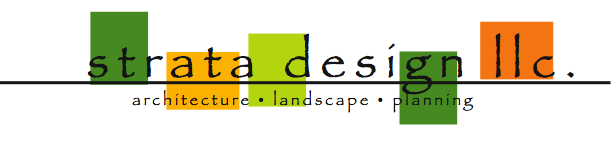 strata design llc.
architecture • landscape • planning